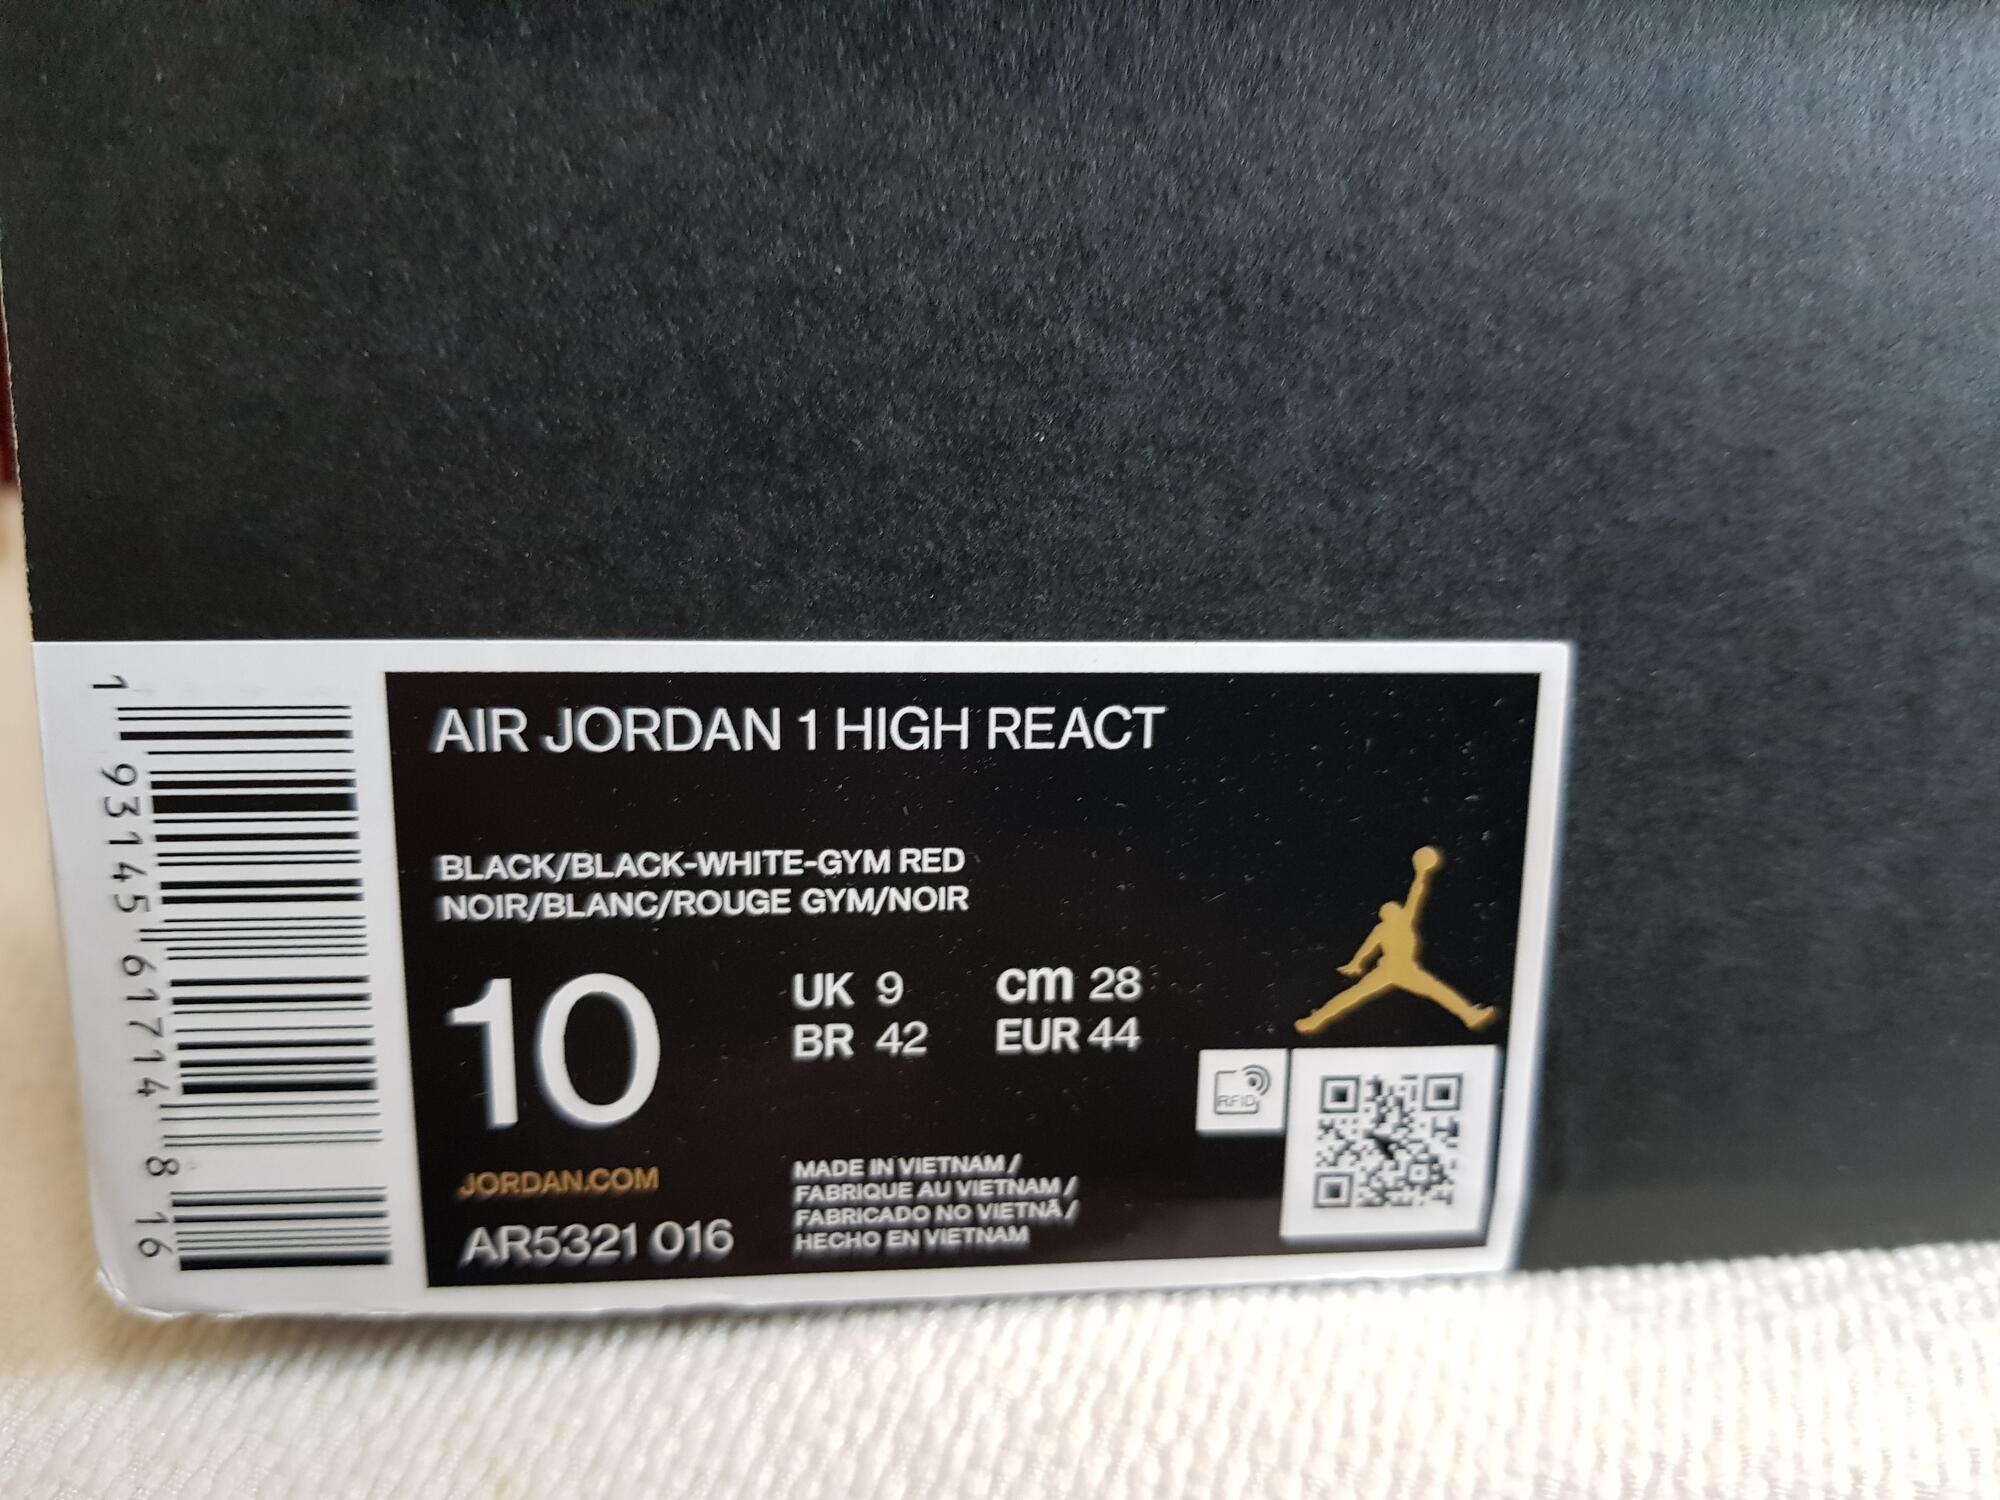 AIR JORDAN 1 HIGH REACT
BLACK/BLACK-WHITE-GYM RED
NOIR/BLANC/ROUGE GYM/NOIR
10
UK 9 cm 28
BR 42 EUR 44
JORDAN.COM
AR5321 016
MADE IN VIETNAM /
FABRIQUE AU VIETNAM /
FABRICADO NO VIETNÃ /
HECHO EN VIETNAM
RFID
1 93145 61714 8 16